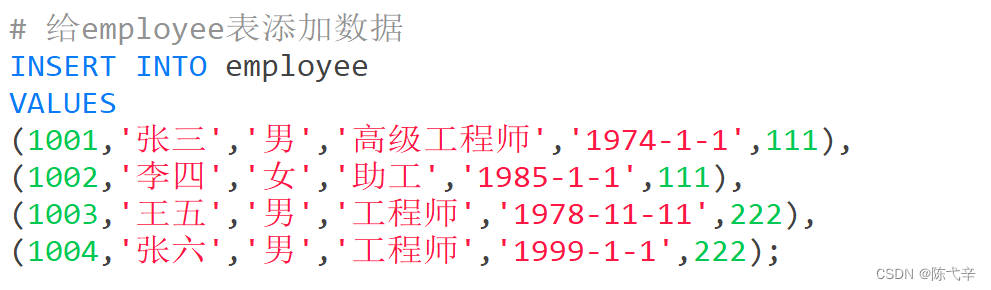 # 给employee表添加数据
INSERT INTO employee
VALUES
(1001,'张三','男','高级工程师','1974-1-1',111),
(1002,'李四','女','助工','1985-1-1',111),
(1003,'王五','男','工程师','1978-11-11',222),
(1004,'张六','男','工程师','1999-1-1',222);
CSDN @陈弋辛